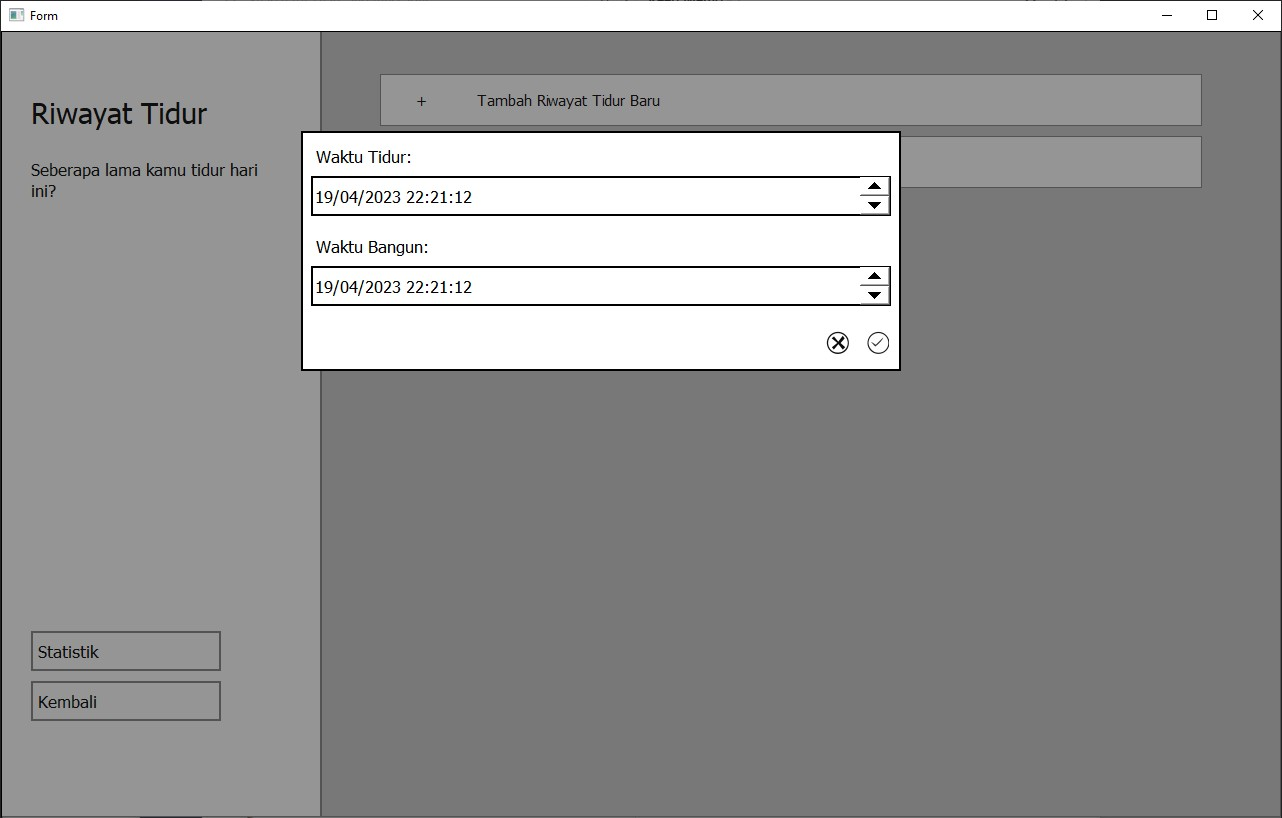 Form
Riwayat Tidur
Seberapa lama kamu tidur hari
ini?
+ Tambah Riwayat Tidur Baru
Waktu Tidur:
19/04/2023 22:21:12
Waktu Bangun:
19/04/2023 22:21:12
Statistik
Kembali